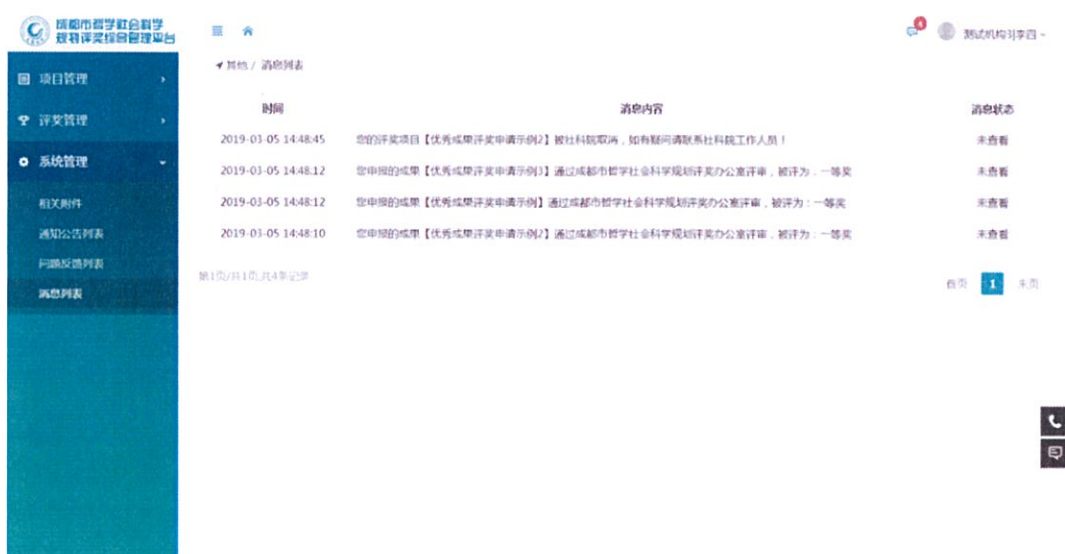 成都市哲学社会科学
规划评奖综合管理平台
4
测试机构3|李四
项目管理
评奖管理
系统管理
相关附件
通知公告列表
问题反馈列表
消息列表
其他 / 消息列表
时间 消息内容 消息状态
2019-03-05 14:48:45 您的评奖项目【优秀成果评奖申请示例2】被社科院取消，如有疑问请联系社科院工作人员！ 未查看
2019-03-05 14:48:12 您申报的成果【优秀成果评奖申请示例3】通过成都市哲学社会科学规划评奖办公室评审，被评为：一等奖 未查看
2019-03-05 14:48:12 您申报的成果【优秀成果评奖申请示例】通过成都市哲学社会科学规划评奖办公室评审，被评为：一等奖 未查看
2019-03-05 14:48:10 您申报的成果【优秀成果评奖申请示例2】通过成都市哲学社会科学规划评奖办公室评审，被评为：一等奖 未查看
第1页/共1页,共4条记录
首页 1 末页